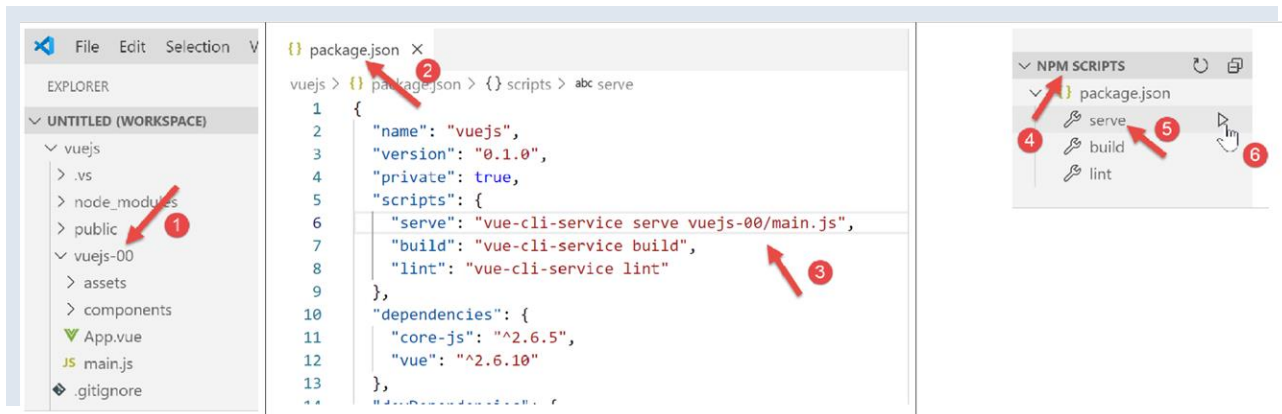 File Edit Selection V
EXPLORER
UNTITLED (WORKSPACE)
vuejs
.vs
node_modules
public
1
vuejs-00
assets
components
App.vue
JS main.js
.gitignore
{} package.json ×
2
vuejs > {} package.json > {} scripts > abc serve
1 {
2 "name": "vuejs",
3 "version": "0.1.0",
4 "private": true,
5 "scripts": {
6 "serve": "vue-cli-service serve vuejs-00/main.js",
7 "build": "vue-cli-service build",
8 "lint": "vue-cli-service lint"
3
9 },
10 "dependencies": {
11 "core-js": "^2.6.5",
12 "vue": "^2.6.10"
13 },
NPM SCRIPTS
{} package.json
4
serve
5
build
6
lint